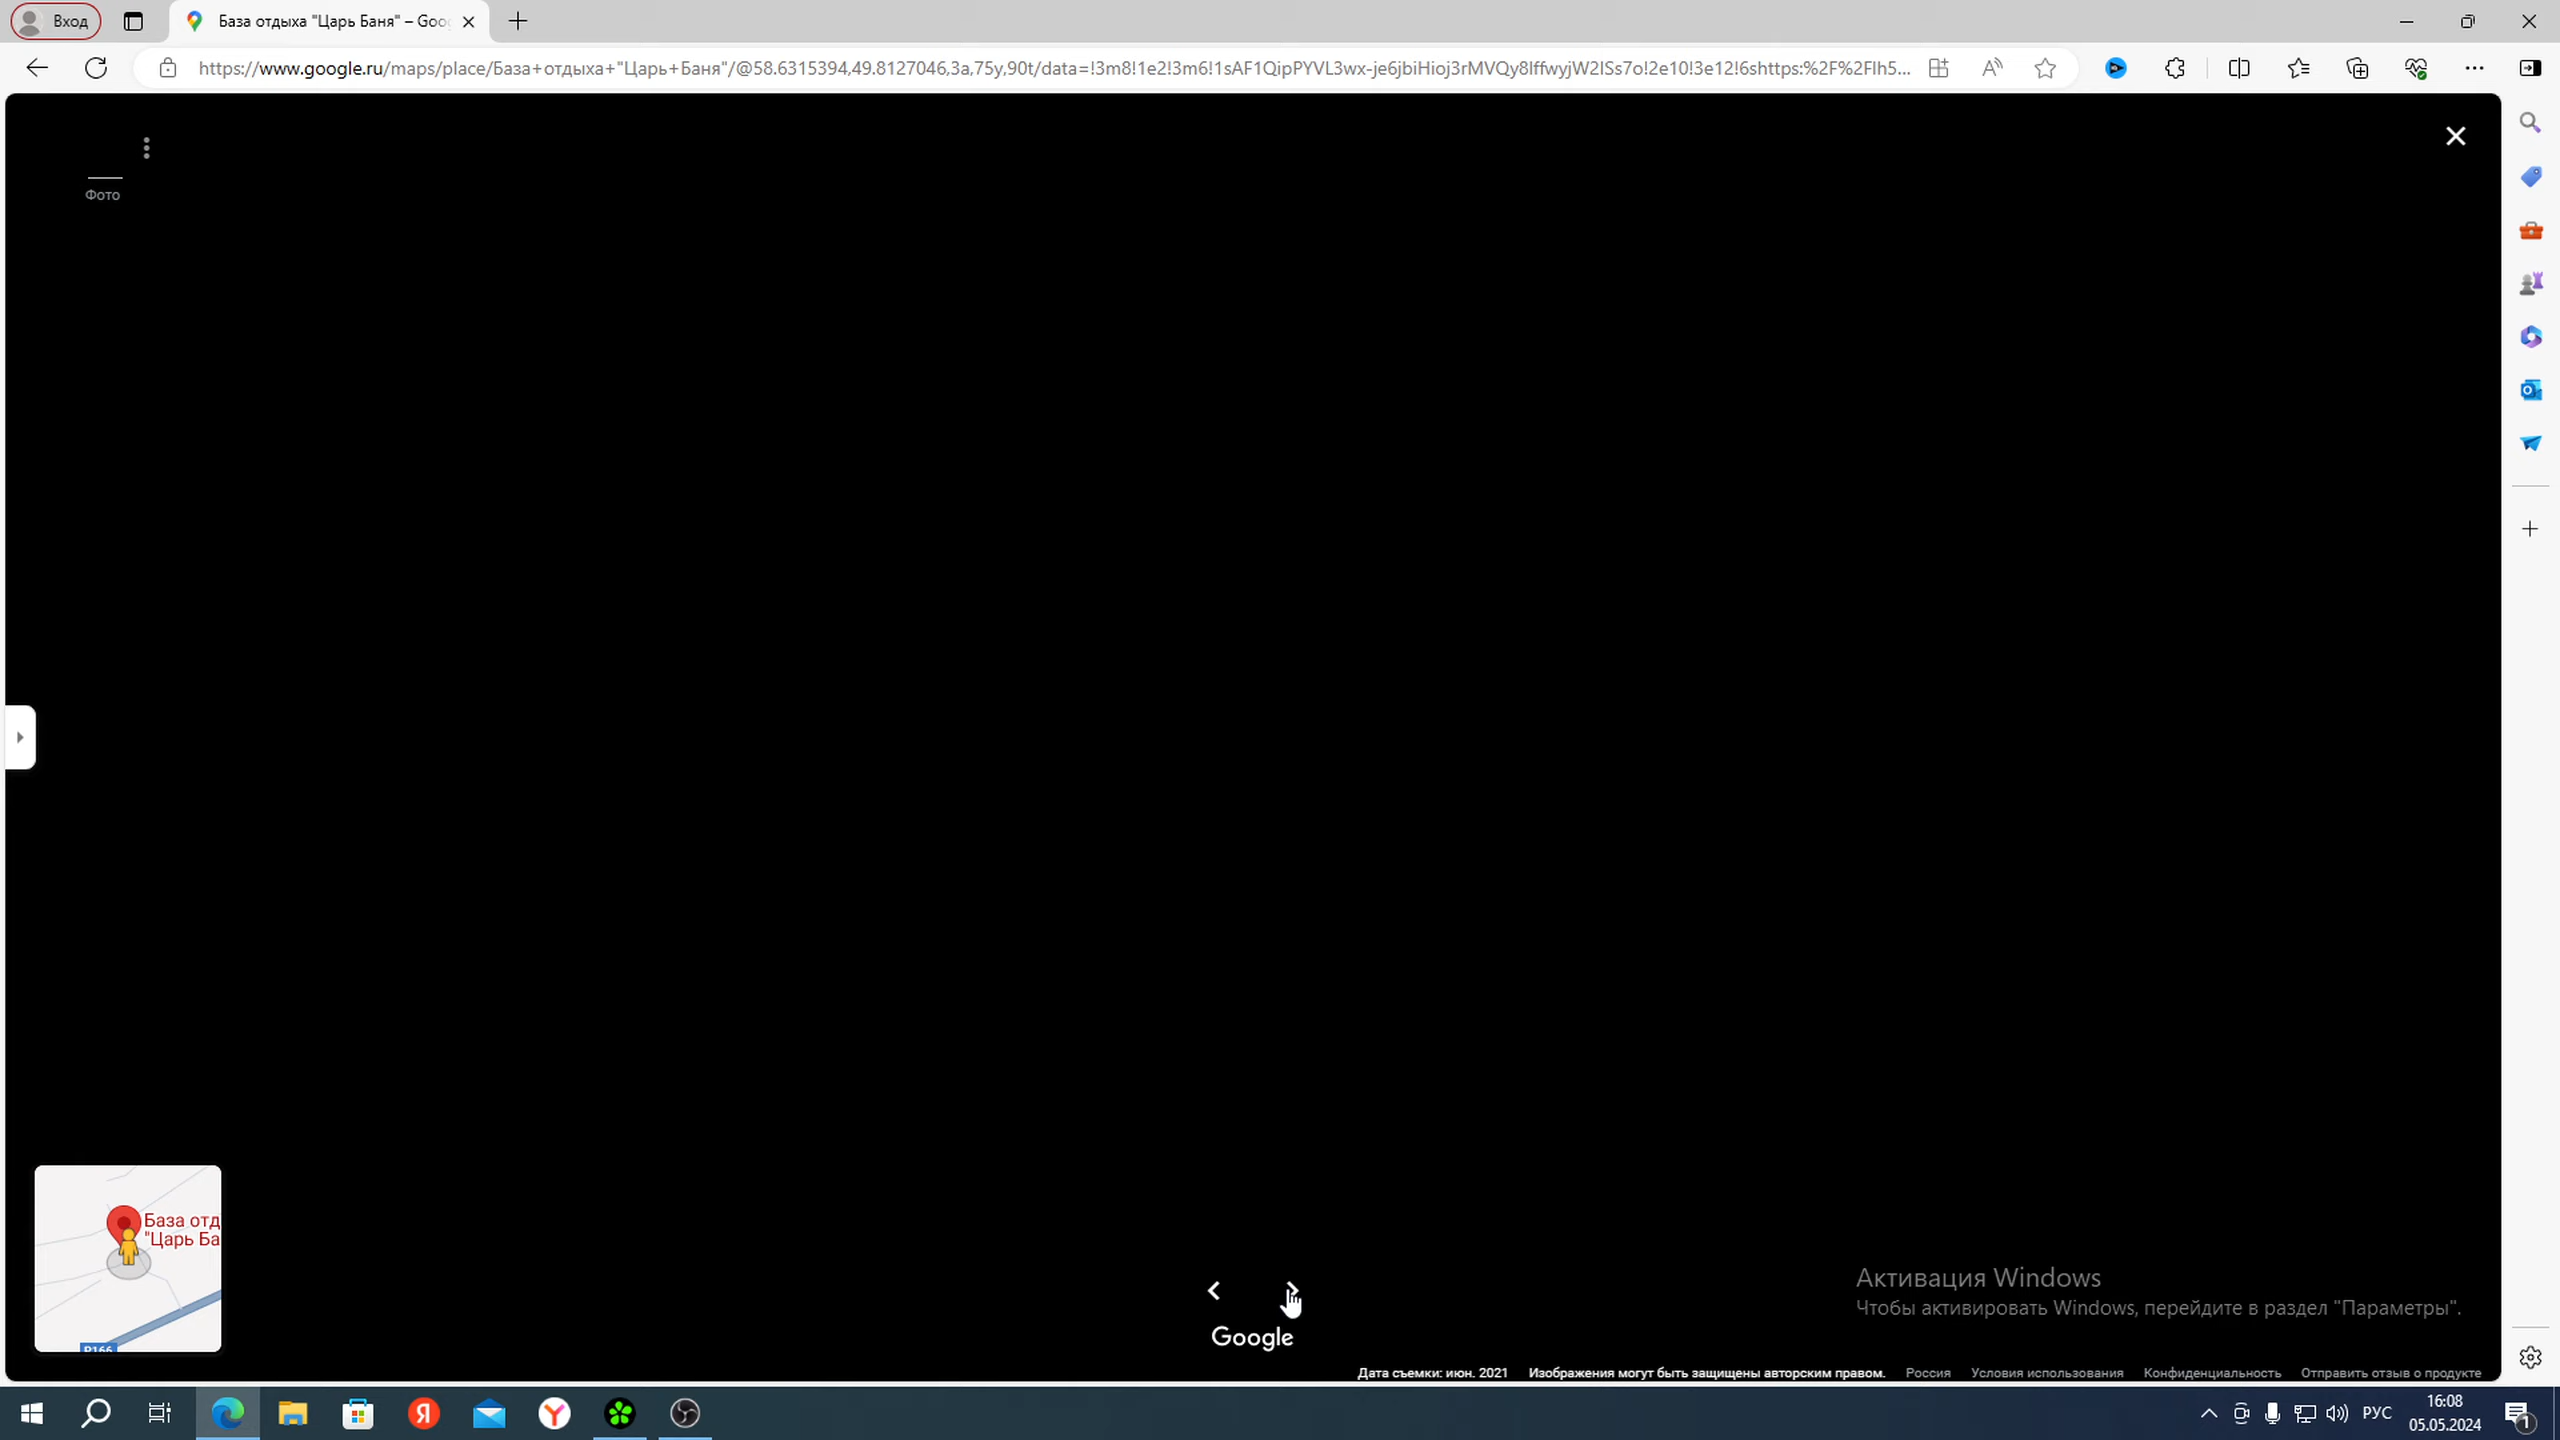 Вход
База отдыха "Царь Баня" – Goo
https://www.google.ru/maps/place/База+отдыха+"Царь+Баня"/@58.6315394,49.8127046,3a,75y,90t/data=!3m8!1e2!3m6!1sAF1QipPYVL3wx-je6jbiHioj3rMVQy8IffwyjW2ISs7o!2e10!3e12!6shttps:%2F%2Flh5...
Фото
База отд
"Царь Ба
Р166
Google
Активация Windows
Чтобы активировать Windows, перейдите в раздел "Параметры".
Дата съемки: июн. 2021 Изображения могут быть защищены авторским правом. Россия Условия использования Конфиденциальность Отправить отзыв о продукте
РУС
16:08
05.05.2024
1